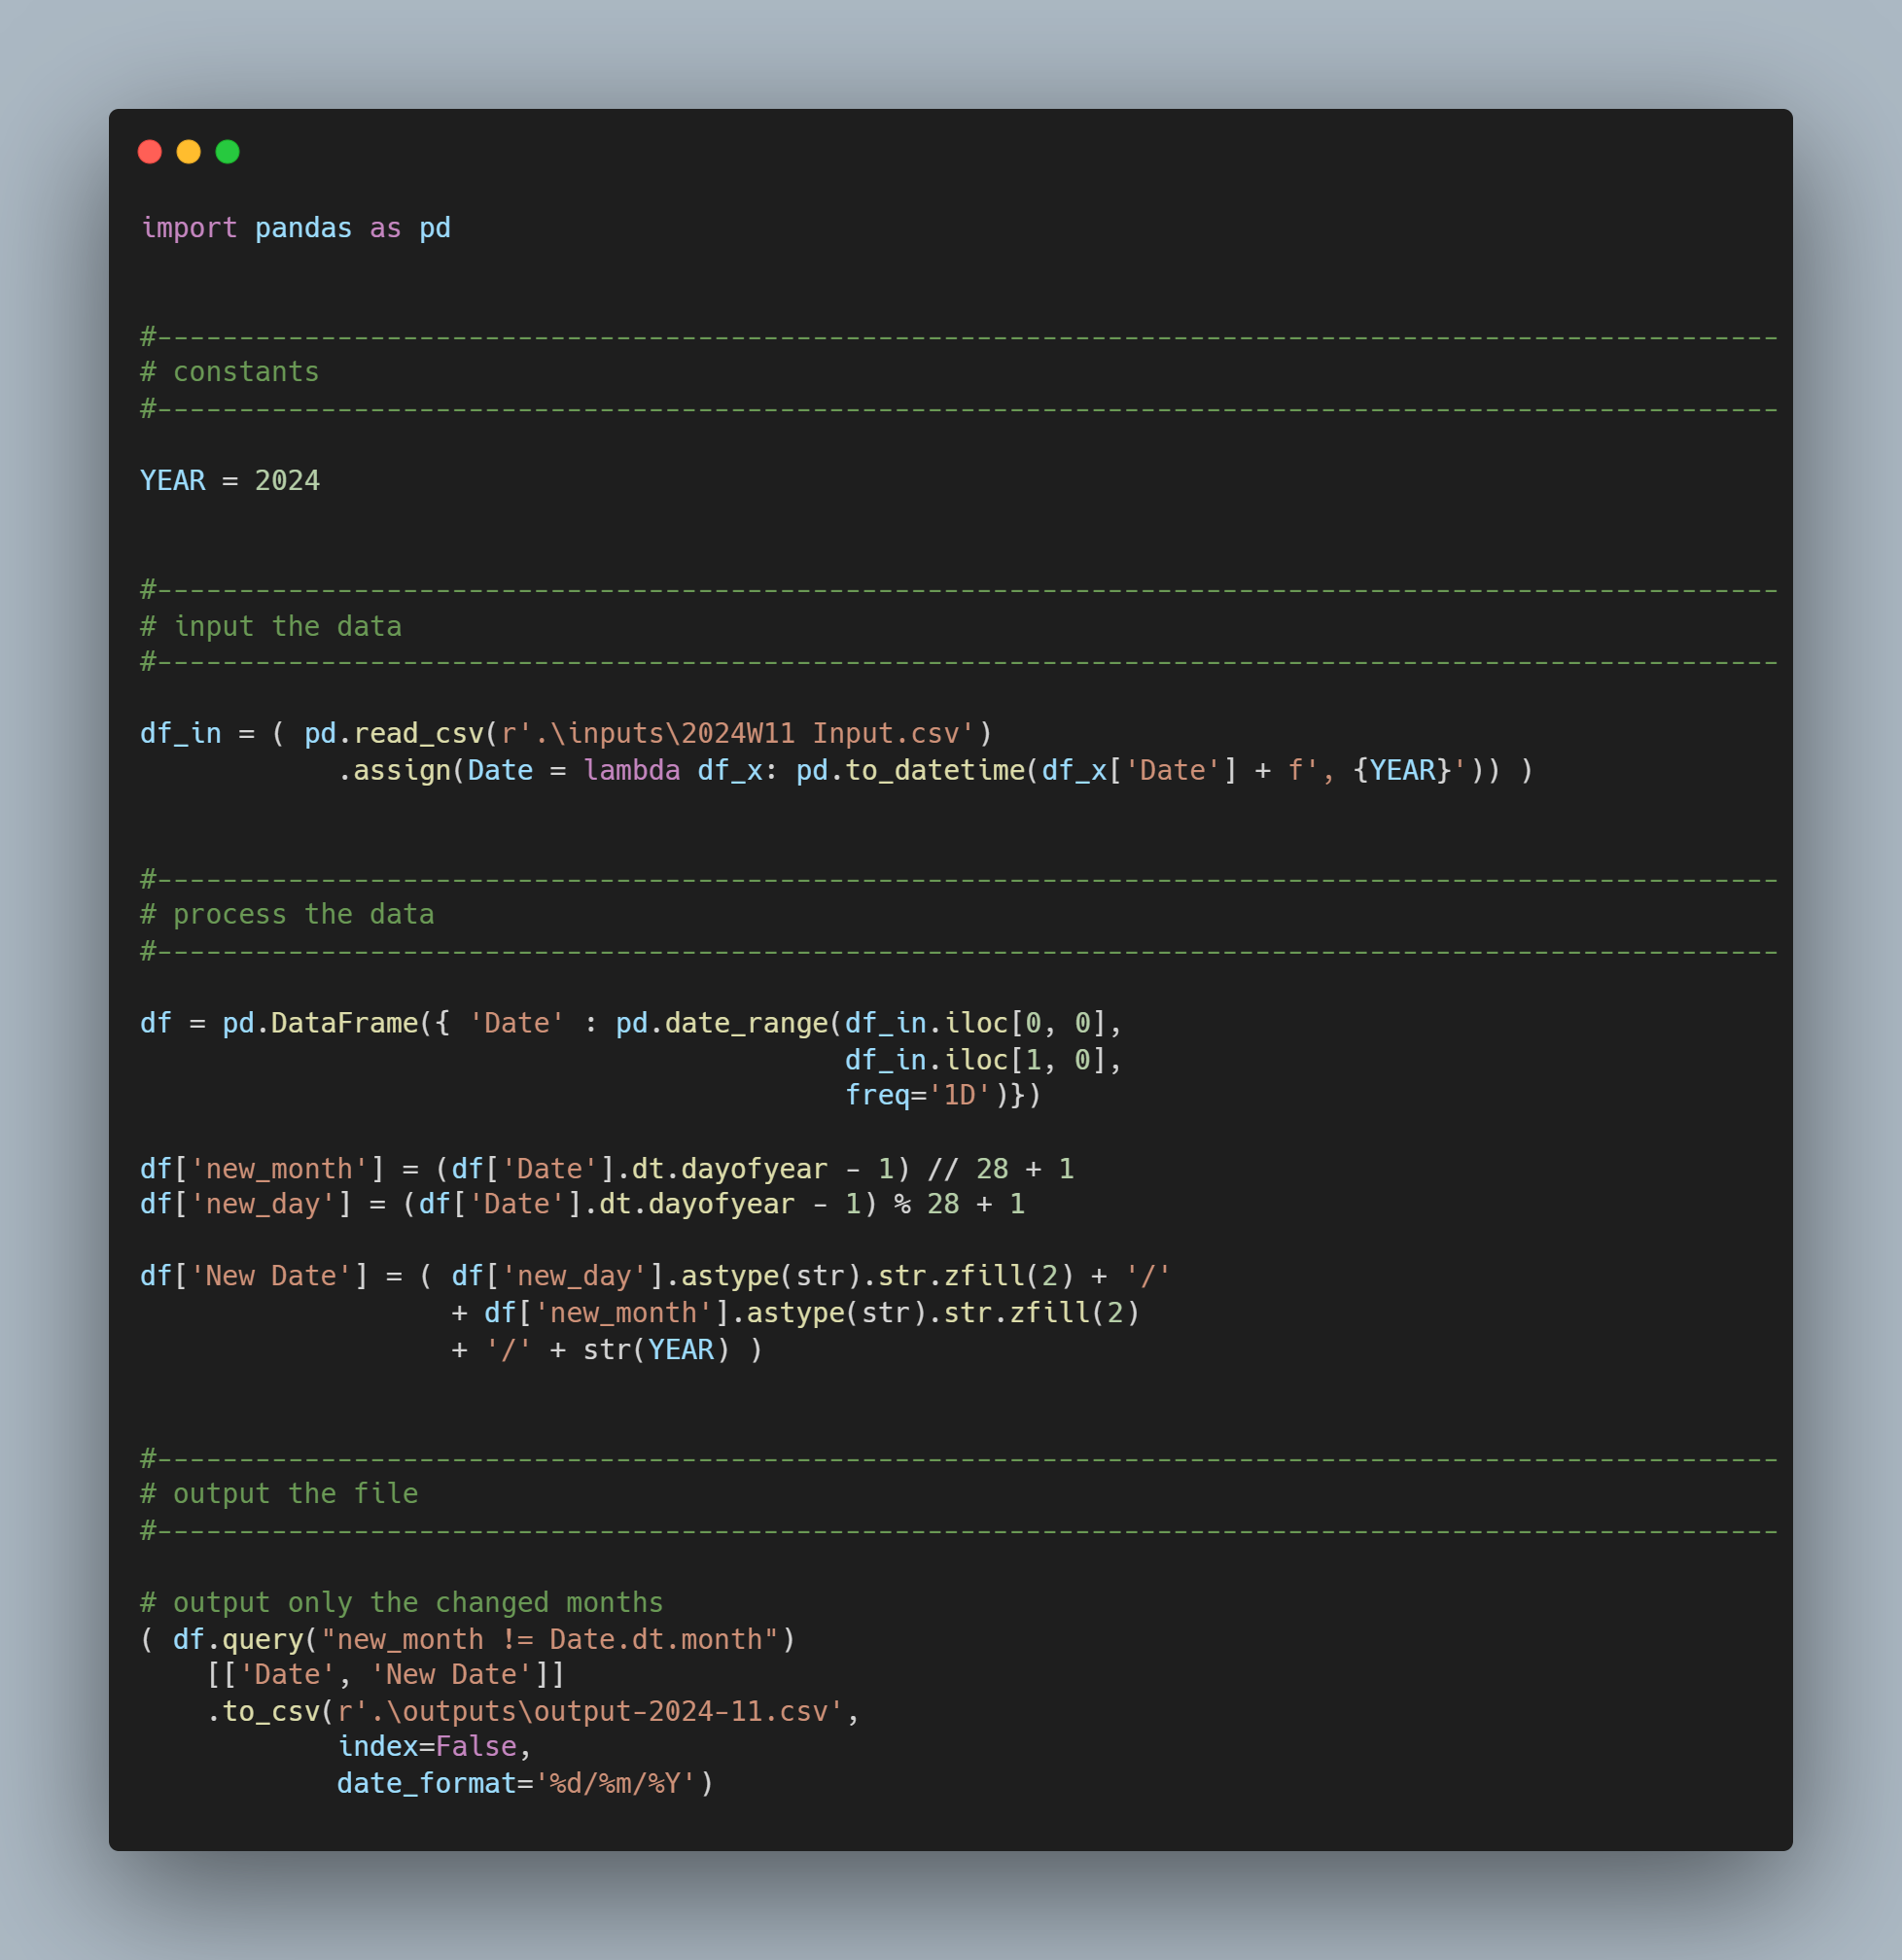 import pandas as pd
#---------------------------------------------------------------------------------------------------
# constants
#---------------------------------------------------------------------------------------------------
YEAR = 2024
#---------------------------------------------------------------------------------------------------
# input the data
#---------------------------------------------------------------------------------------------------
df_in = ( pd.read_csv(r'.\inputs\2024W11 Input.csv')
            .assign(Date = lambda df_x: pd.to_datetime(df_x['Date'] + f', {YEAR}')) )
#---------------------------------------------------------------------------------------------------
# process the data
#---------------------------------------------------------------------------------------------------
df = pd.DataFrame({ 'Date' : pd.date_range(df_in.iloc[0, 0],
                                           df_in.iloc[1, 0],
                                           freq='1D')})
df['new_month'] = (df['Date'].dt.dayofyear - 1) // 28 + 1
df['new_day'] = (df['Date'].dt.dayofyear - 1) % 28 + 1
df['New Date'] = ( df['new_day'].astype(str).str.zfill(2) + '/'
                   + df['new_month'].astype(str).str.zfill(2)
                   + '/' + str(YEAR) )
#---------------------------------------------------------------------------------------------------
# output the file
#---------------------------------------------------------------------------------------------------
# output only the changed months
( df.query("new_month != Date.dt.month")
    [['Date', 'New Date']]
    .to_csv(r'.\outputs\output-2024-11.csv',
            index=False,
            date_format='%d/%m/%Y')